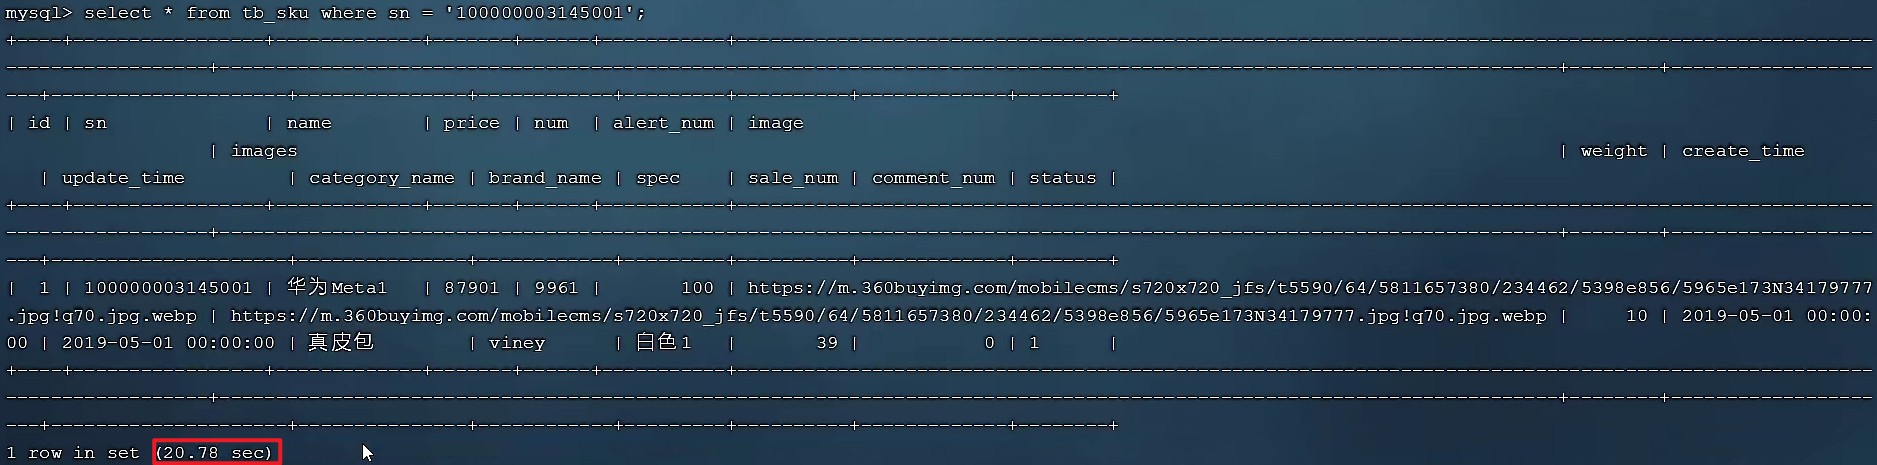 mysql> select * from tb_sku where sn = '100000003145001';
+----+-----------------+-------------+-------+------+-----------+-----------------------------------------------------------------------------------------------------
------------------+-----------------------------------------------------------------------------------------------------------------------+--------+------------------
---+---------------------+---------------+------------+---------+----------+-------------+--------+
| id | sn | name | price | num | alert_num | image
| images | weight | create_time
| update_time | category_name | brand_name | spec | sale_num | comment_num | status |
+----+-----------------+-------------+-------+------+-----------+-----------------------------------------------------------------------------------------------------
------------------+-----------------------------------------------------------------------------------------------------------------------+--------+------------------
---+---------------------+---------------+------------+---------+----------+-------------+--------+
| 1 | 100000003145001 | 华为Meta1 | 87901 | 9961 | 100 | https://m.360buyimg.com/mobilecms/s720x720_jfs/t5590/64/5811657380/234462/5398e856/5965e173N34179777
.jpg!q70.jpg.webp | https://m.360buyimg.com/mobilecms/s720x720_jfs/t5590/64/5811657380/234462/5398e856/5965e173N34179777.jpg!q70.jpg.webp | 10 | 2019-05-01 00:00:
00 | 2019-05-01 00:00:00 | 真皮包 | viney | 白色1 | 39 | 0 | 1 |
+----+-----------------+-------------+-------+------+-----------+-----------------------------------------------------------------------------------------------------
------------------+-----------------------------------------------------------------------------------------------------------------------+--------+------------------
---+---------------------+---------------+------------+---------+----------+-------------+--------+
1 row in set (20.78 sec)